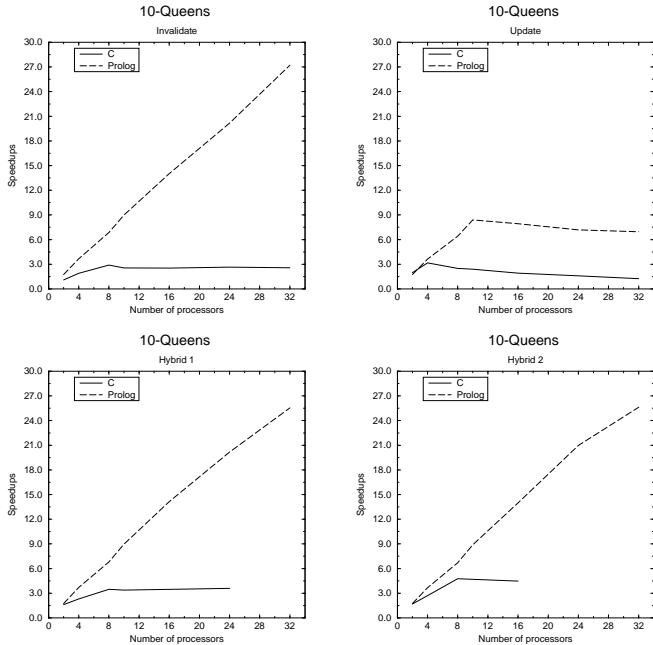 10-Queens
Invalidate
C
Prolog
Speedups
30.0
27.0
24.0
21.0
18.0
15.0
12.0
9.0
6.0
3.0
0.0
0 4 8 12 16 20 24 28 32
Number of processors
10-Queens
Update
C
Prolog
Speedups
30.0
27.0
24.0
21.0
18.0
15.0
12.0
9.0
6.0
3.0
0.0
0 4 8 12 16 20 24 28 32
Number of processors
10-Queens
Hybrid 1
C
Prolog
Speedups
30.0
27.0
24.0
21.0
18.0
15.0
12.0
9.0
6.0
3.0
0.0
0 4 8 12 16 20 24 28 32
Number of processors
10-Queens
Hybrid 2
C
Prolog
Speedups
30.0
27.0
24.0
21.0
18.0
15.0
12.0
9.0
6.0
3.0
0.0
0 4 8 12 16 20 24 28 32
Number of processors